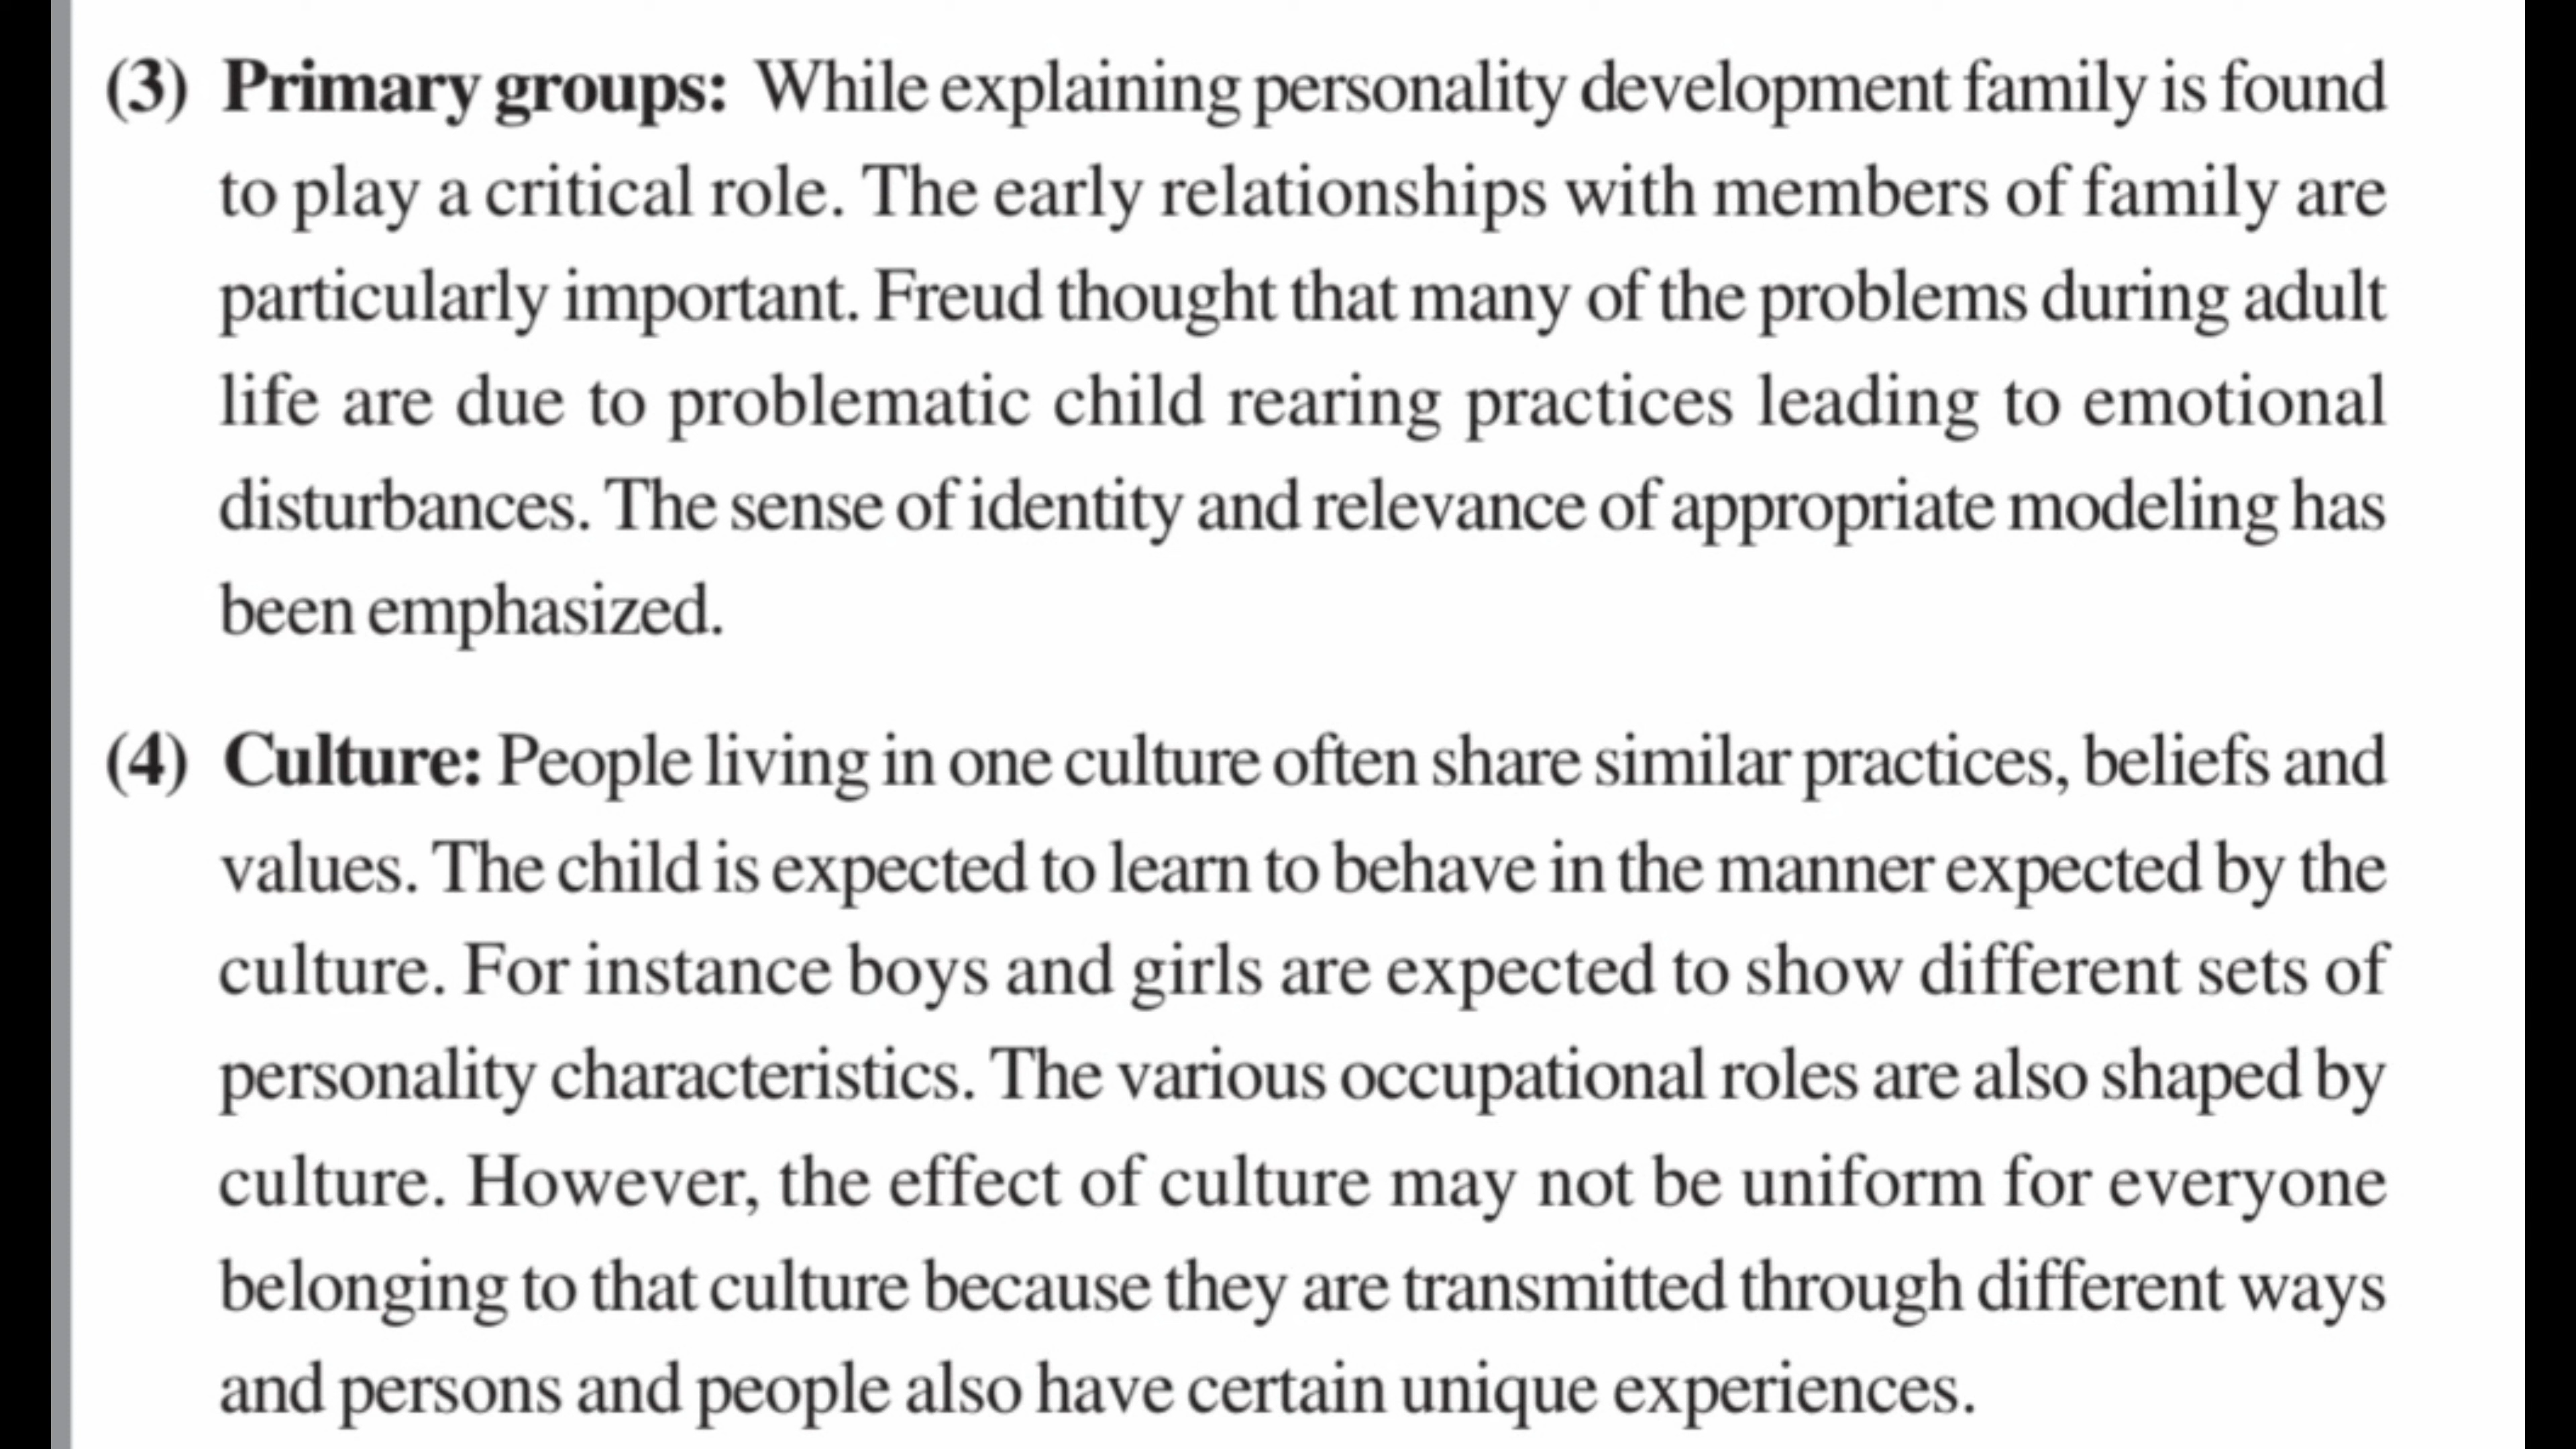 (3) Primary groups: While explaining personality development family is found
to play a critical role. The early relationships with members of family are
particularly important. Freud thought that many of the problems during adult
life are due to problematic child rearing practices leading to emotional
disturbances. The sense of identity and relevance of appropriate modeling has
been emphasized.
(4) Culture: People living in one culture often share similar practices, beliefs and
values. The child is expected to learn to behave in the manner expected by the
culture. For instance boys and girls are expected to show different sets of
personality characteristics. The various occupational roles are also shaped by
culture. However, the effect of culture may not be uniform for everyone
belonging to that culture because they are transmitted through different ways
and persons and people also have certain unique experiences.